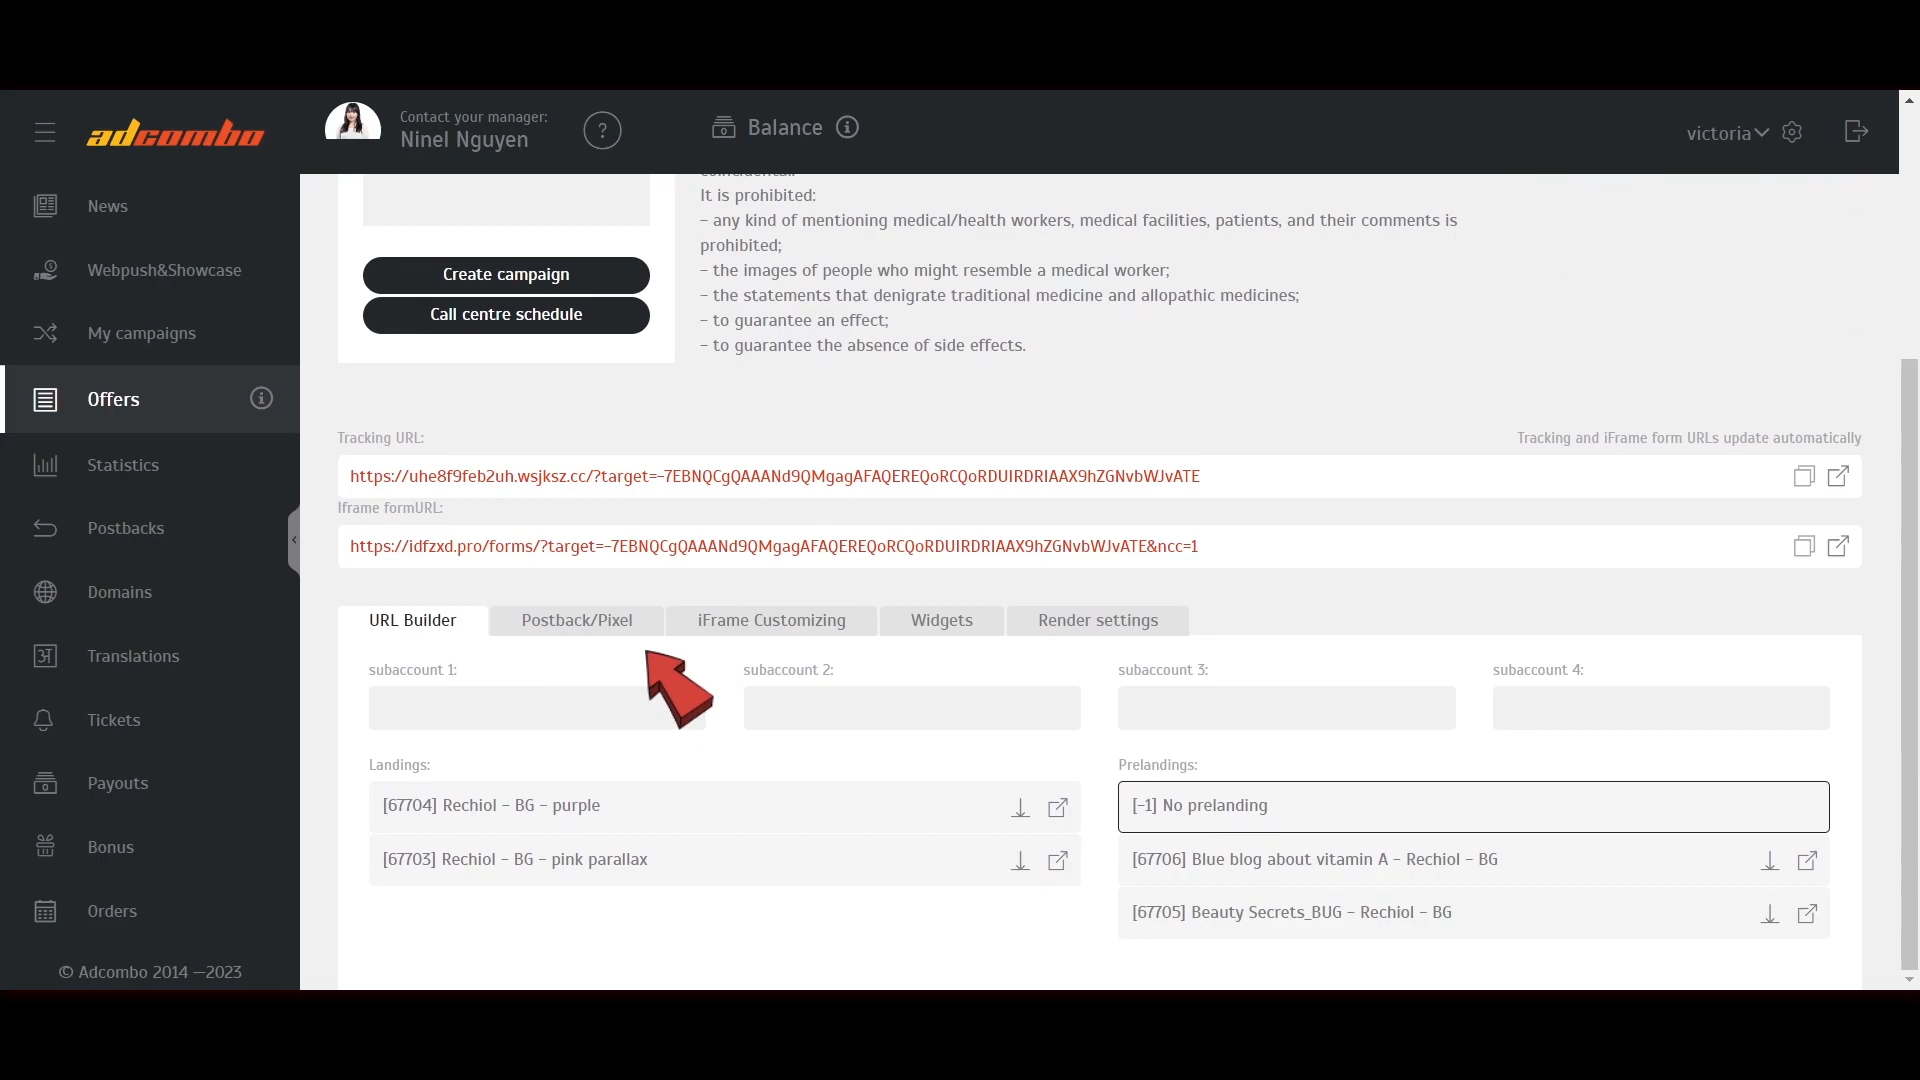 adcombo
Contact your manager:
Ninel Nguyen
?
Balance
victoria
News
Webpush&Showcase
My campaigns
Offers
Statistics
Postbacks
Domains
Translations
Tickets
Payouts
Bonus
Orders
© Adcombo 2014 —2023
It is prohibited:
- any kind of mentioning medical/health workers, medical facilities, patients, and their comments is
prohibited;
- the images of people who might resemble a medical worker;
- the statements that denigrate traditional medicine and allopathic medicines;
- to guarantee an effect;
- to guarantee the absence of side effects.
Create campaign
Call centre schedule
Tracking URL:
Tracking and iFrame form URLs update automatically
https://uhe8f9feb2uh.wsjksz.cc/?target=-7EBNQCgQAAANd9QMgagAFAQEREQoRCQoRDUIRDRIAAX9hZGNvbWJvATE
Iframe formURL:
https://idfzxd.pro/forms/?target=-7EBNQCgQAAANd9QMgagAFAQEREQoRCQoRDUIRDRIAAX9hZGNvbWJvATE&ncc=1
URL Builder
Postback/Pixel
iFrame Customizing
Widgets
Render settings
subaccount 1:
subaccount 2:
subaccount 3:
subaccount 4:
Landings:
[67704] Rechiol - BG - purple
[67703] Rechiol - BG - pink parallax
Prelandings:
[-1] No prelanding
[67706] Blue blog about vitamin A - Rechiol - BG
[67705] Beauty Secrets_BUG - Rechiol - BG